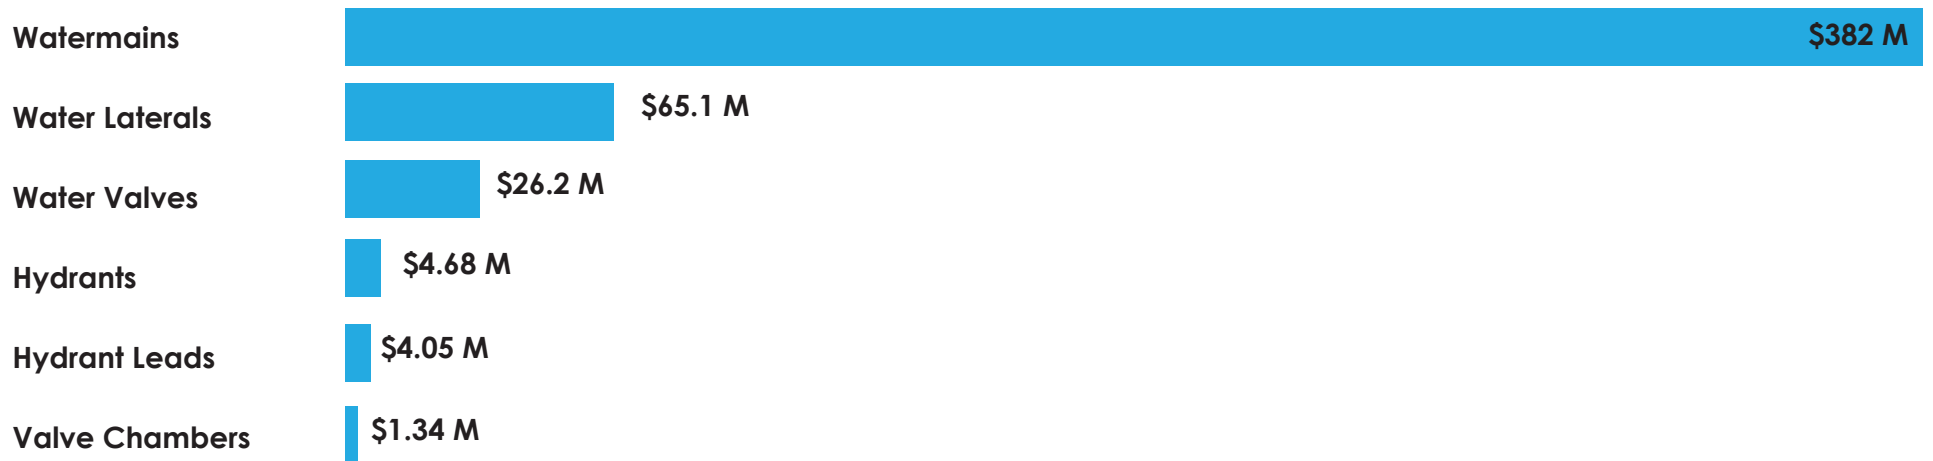 Watermains $382 M
Water Laterals $65.1 M
Water Valves $26.2 M
Hydrants $4.68 M
Hydrant Leads $4.05 M
Valve Chambers $1.34 M